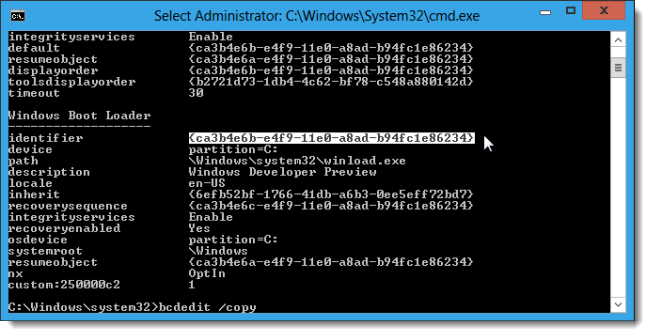 Select Administrator: C:\Windows\System32\cmd.exe
integrityservices Enable
default {ca3b4e6b-e4f9-11e0-a8ad-b94fc1e86234}
resumeobject {ca3b4e6a-e4f9-11e0-a8ad-b94fc1e86234}
displayorder {ca3b4e6b-e4f9-11e0-a8ad-b94fc1e86234}
toolsdisplayorder {b2721d73-1db4-4c62-bf78-c548a880142d}
timeout 30
Windows Boot Loader
-------------------
identifier {ca3b4e6b-e4f9-11e0-a8ad-b94fc1e86234}
device partition=C:
path \Windows\system32\winload.exe
description Windows Developer Preview
locale en-US
inherit {6efb52bf-1766-41db-a6b3-0ee5eff72bd7}
recoverysequence {ca3b4e6c-e4f9-11e0-a8ad-b94fc1e86234}
integrityservices Enable
recoveryenabled Yes
osdevice partition=C:
systemroot \Windows
resumeobject {ca3b4e6a-e4f9-11e0-a8ad-b94fc1e86234}
nx OptIn
custom:250000c2 1
C:\Windows\system32>bcdedit /copy